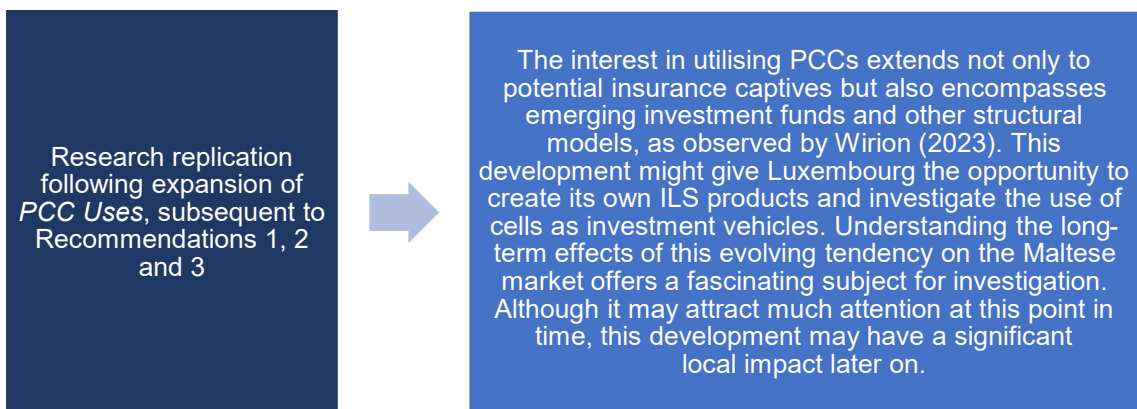 Research replication
following expansion of
PCC Uses, subsequent to
Recommendations 1, 2
and 3
The interest in utilising PCCs extends not only to
potential insurance captives but also encompasses
emerging investment funds and other structural
models, as observed by Wirion (2023). This
development might give Luxembourg the opportunity to
create its own ILS products and investigate the use of
cells as investment vehicles. Understanding the long-
term effects of this evolving tendency on the Maltese
market offers a fascinating subject for investigation.
Although it may attract much attention at this point in
time, this development may have a significant
local impact later on.